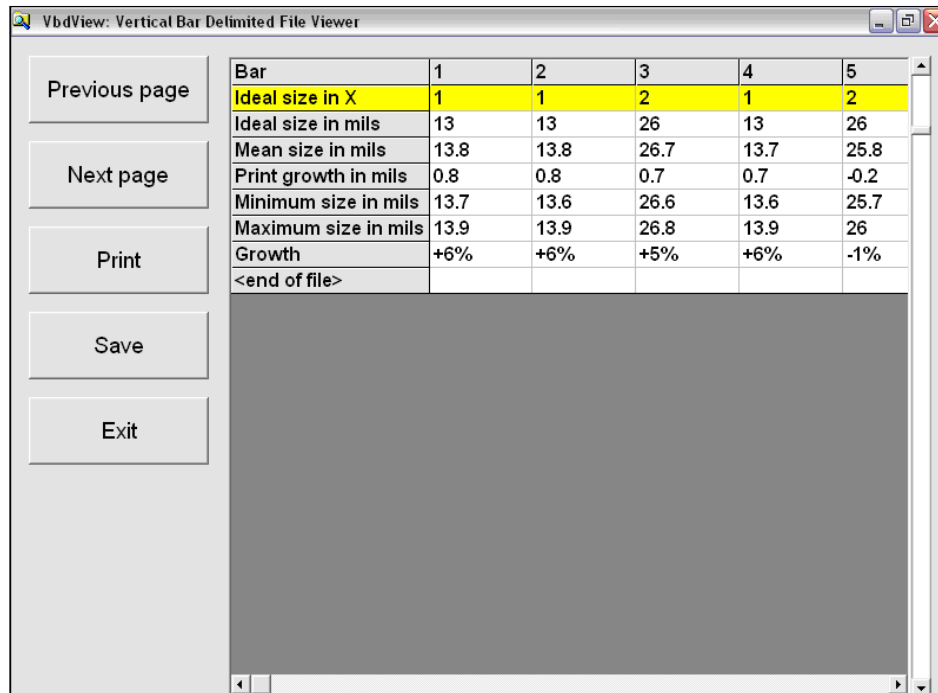 VbdView: Vertical Bar Delimited File Viewer
Previous page
Next page
Print
Save
Exit
Bar 1 2 3 4 5
Ideal size in X 1 1 2 1 2
Ideal size in mils 13 13 26 13 26
Mean size in mils 13.8 13.8 26.7 13.7 25.8
Print growth in mils 0.8 0.8 0.7 0.7 -0.2
Minimum size in mils 13.7 13.6 26.6 13.6 25.7
Maximum size in mils 13.9 13.9 26.8 13.9 26
Growth +6% +6% +5% +6% -1%
<end of file>